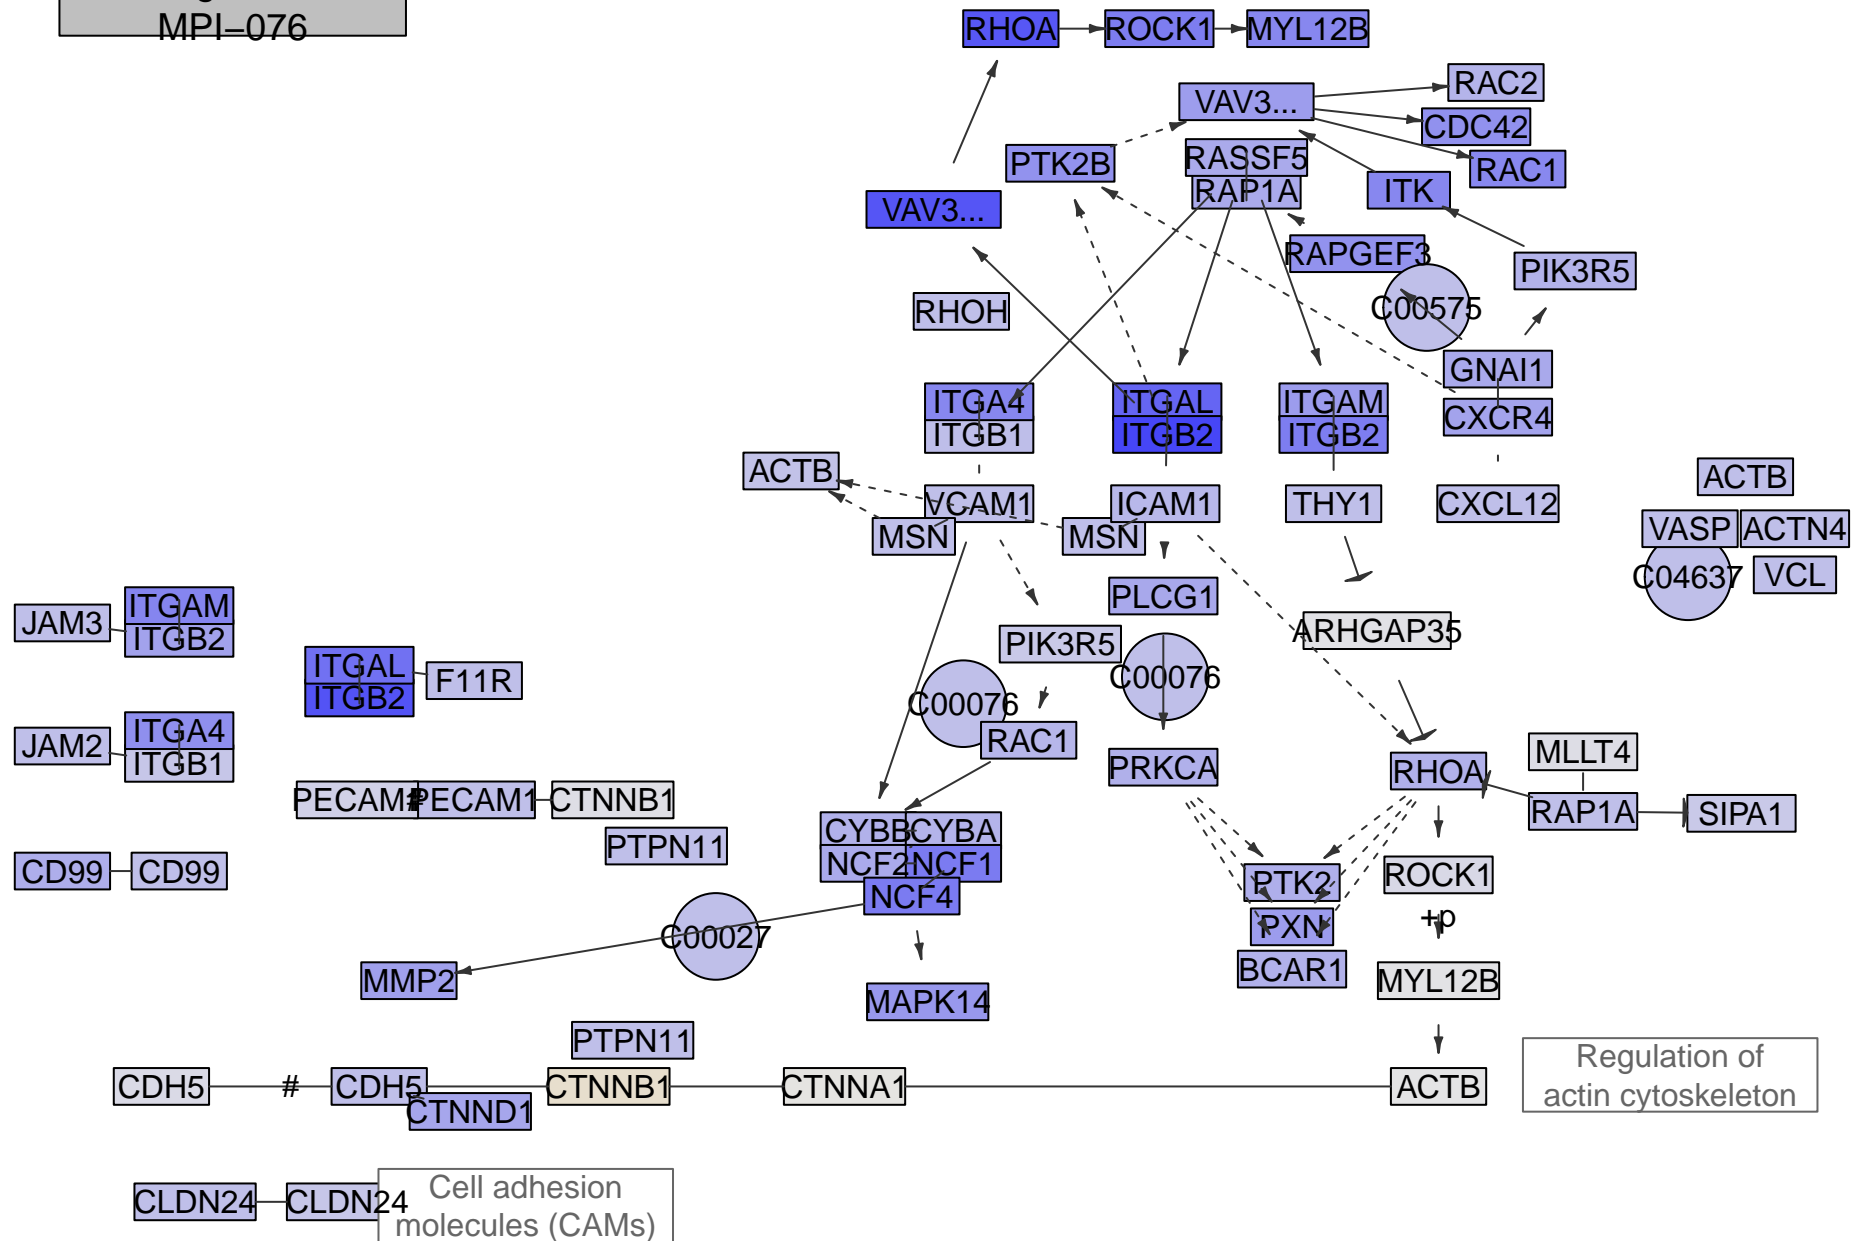 MPI−076
RHOA
ROCK1
MYL12B
RAC2
VAV3...
CDC42
PTK2B
RASSF5
RAC1
RAP1A
ITK
VAV3...
RAPGEF3
PIK3R5
RHOH
C00575
GNAI1
ITGA4
ITGAL
ITGAM
CXCR4
ITGB1
ITGB2
ITGB2
ACTB
ACTB
VCAM1
ICAM1
THY1
CXCL12
MSN
MSN
VASP
ACTN4
C04637
VCL
PLCG1
ITGAM
JAM3
ITGB2
ARHGAP35
PIK3R5
ITGAL
F11R
ITGB2
C00076
C00076
ITGA4
JAM2
ITGB1
RAC1
MLLT4
PRKCA
RHOA
PECAM1
#
PECAM1
CTNNB1
RAP1A
SIPA1
CYBB
CYBA
PTPN11
NCF2
NCF1
CD99
CD99
NCF4
PTK2
ROCK1
+p
PXN
C00027
BCAR1
MMP2
MYL12B
MAPK14
PTPN11
Regulation of
actin cytoskeleton
CDH5
#
CDH5
CTNNB1
CTNNA1
ACTB
CTNND1
CLDN24
CLDN24
Cell adhesion
molecules (CAMs)